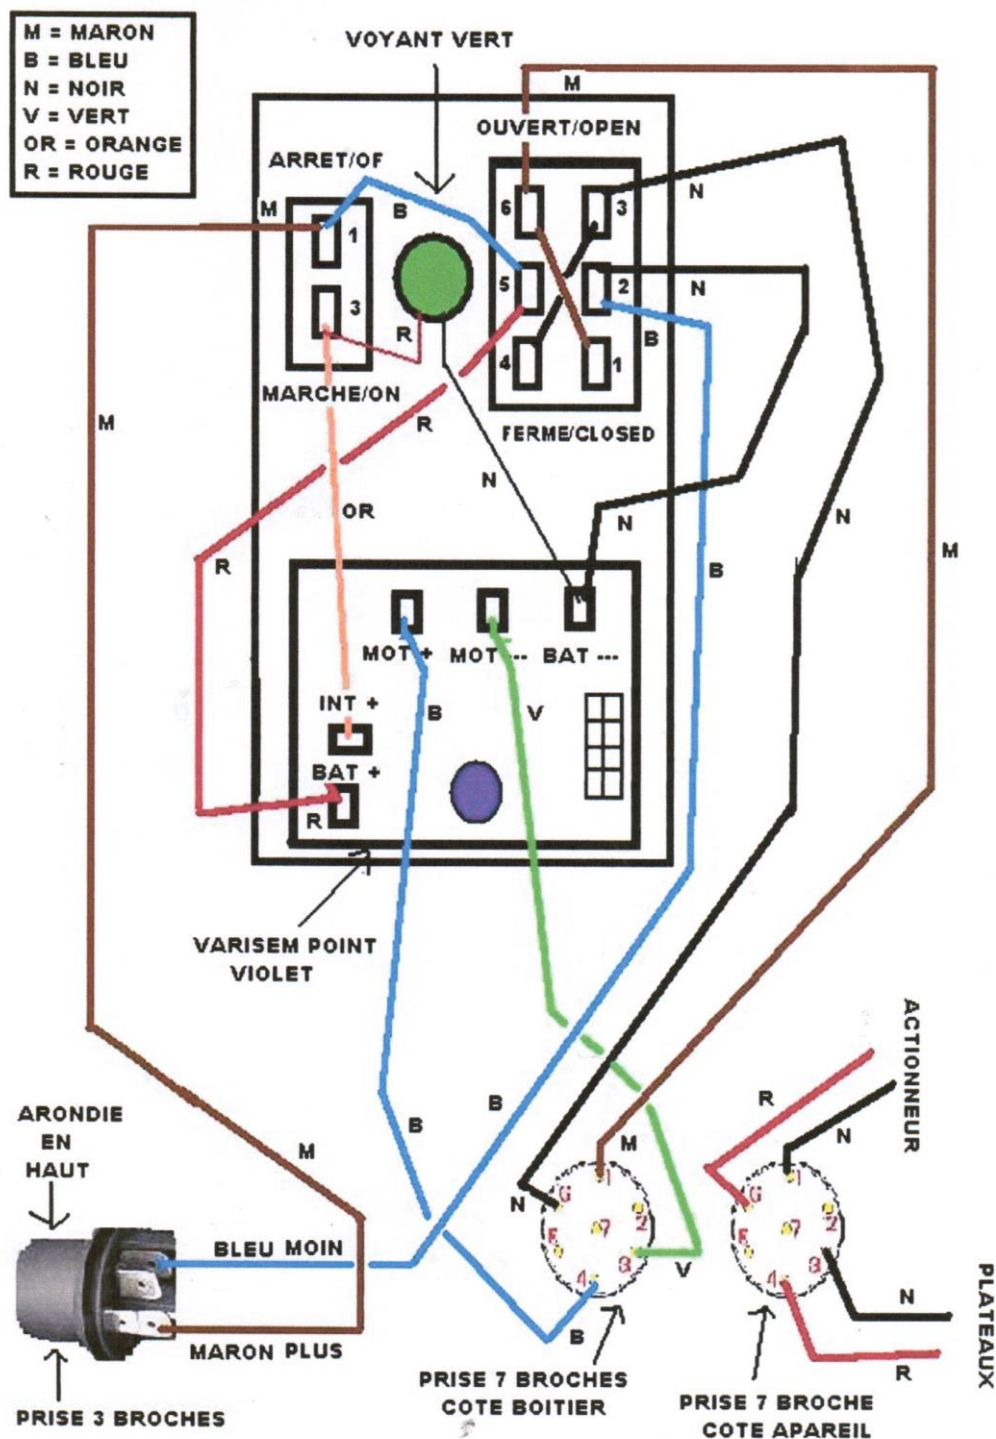 M = MARON
B = BLEU
N = NOIR
V = VERT
OR = ORANGE
R = ROUGE
VOYANT VERT
M
OUVERT/OPEN
ARRET/OF
M
B
N
6
3
1
5
2
N
3
R
B
4
1
MARCHE/ON
M
R
FERME/CLOSED
N
OR
N
N
M
R
B
MOT +
MOT ---
BAT ---
INT +
B
V
BAT +
R
VARISEM POINT
VIOLET
ACTIONNEUR
ARONDIE
EN
HAUT
B
B
R
N
M
M
N
G
1
2
7
E
3
4
V
G
1
2
7
E
3
4
BLEU MOIN
B
N
R
PLATEAUX
MARON PLUS
PRISE 3 BROCHES
PRISE 7 BROCHES
COTE BOITIER
PRISE 7 BROCHE
COTE APAREIL